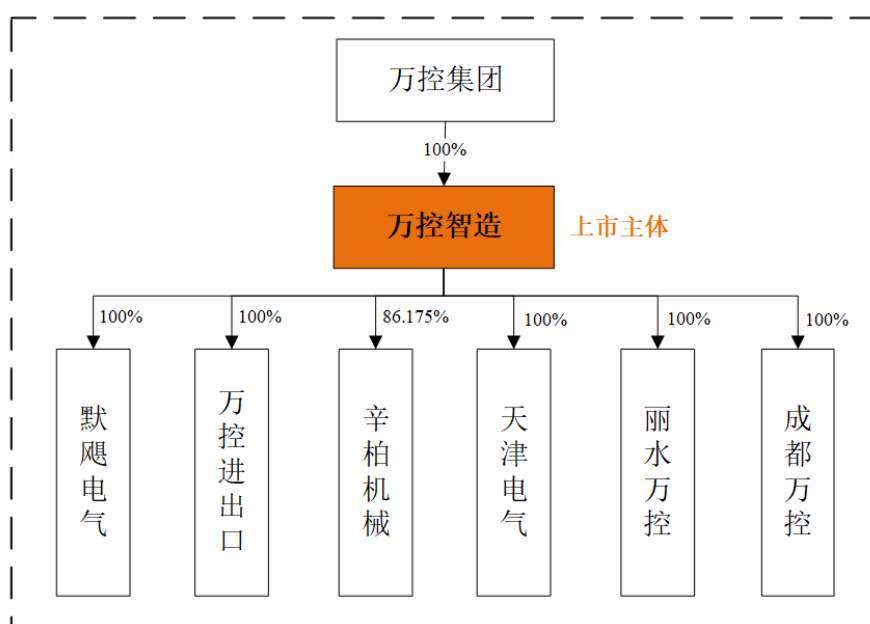 万控集团
100%
万控智造
上市主体
100%
100%
86.175%
100%
100%
100%
默飓电气
万控进出口
辛柏机械
天津电气
丽水万控
成都万控